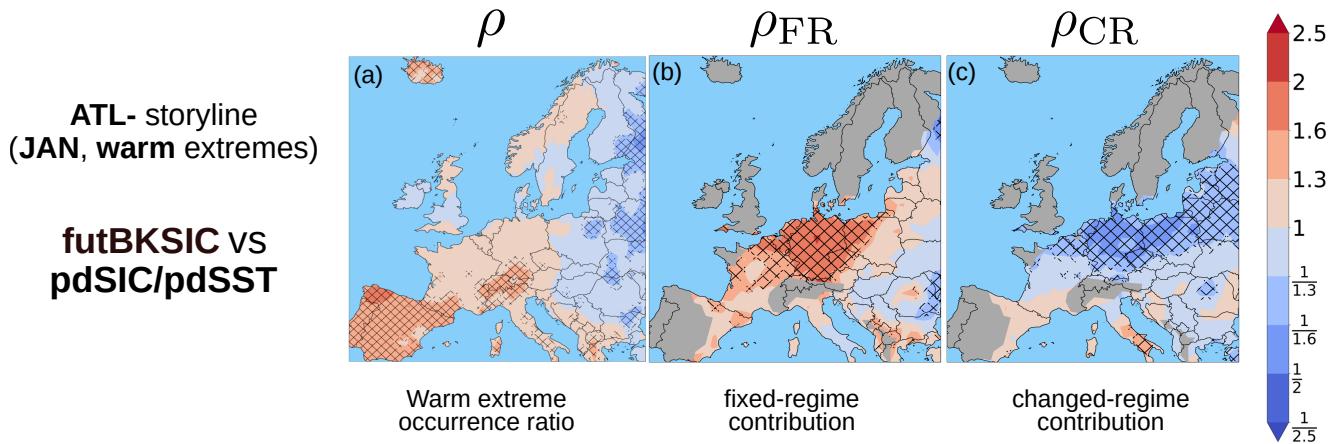 ρ
ρFR
ρCR
(a)
(b)
(c)
ATL- storyline
(JAN, warm extremes)
futBKSIC vs
pdSIC/pdSST
Warm extreme
occurrence ratio
fixed-regime
contribution
changed-regime
contribution
2.5
2
1.6
1.3
1
1/1.3
1/1.6
1/2
1/2.5